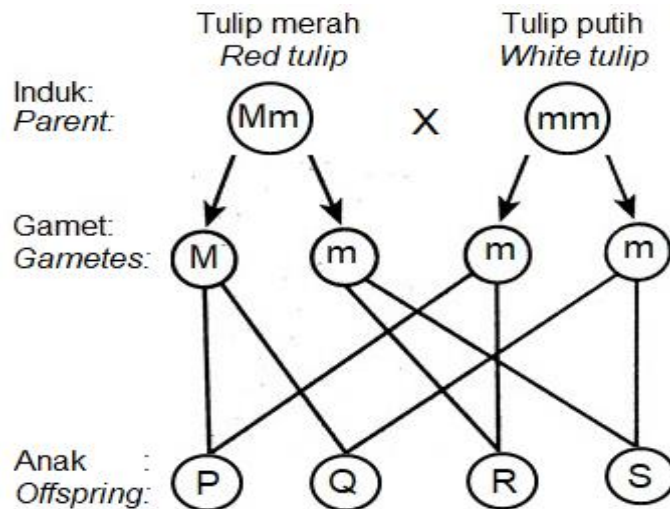 Tulip merah Tulip putih
Red tulip White tulip
Induk:
Parent:
Mm X mm
Gamet:
Gametes:
M m m m
Anak :
Offspring:
P Q R S